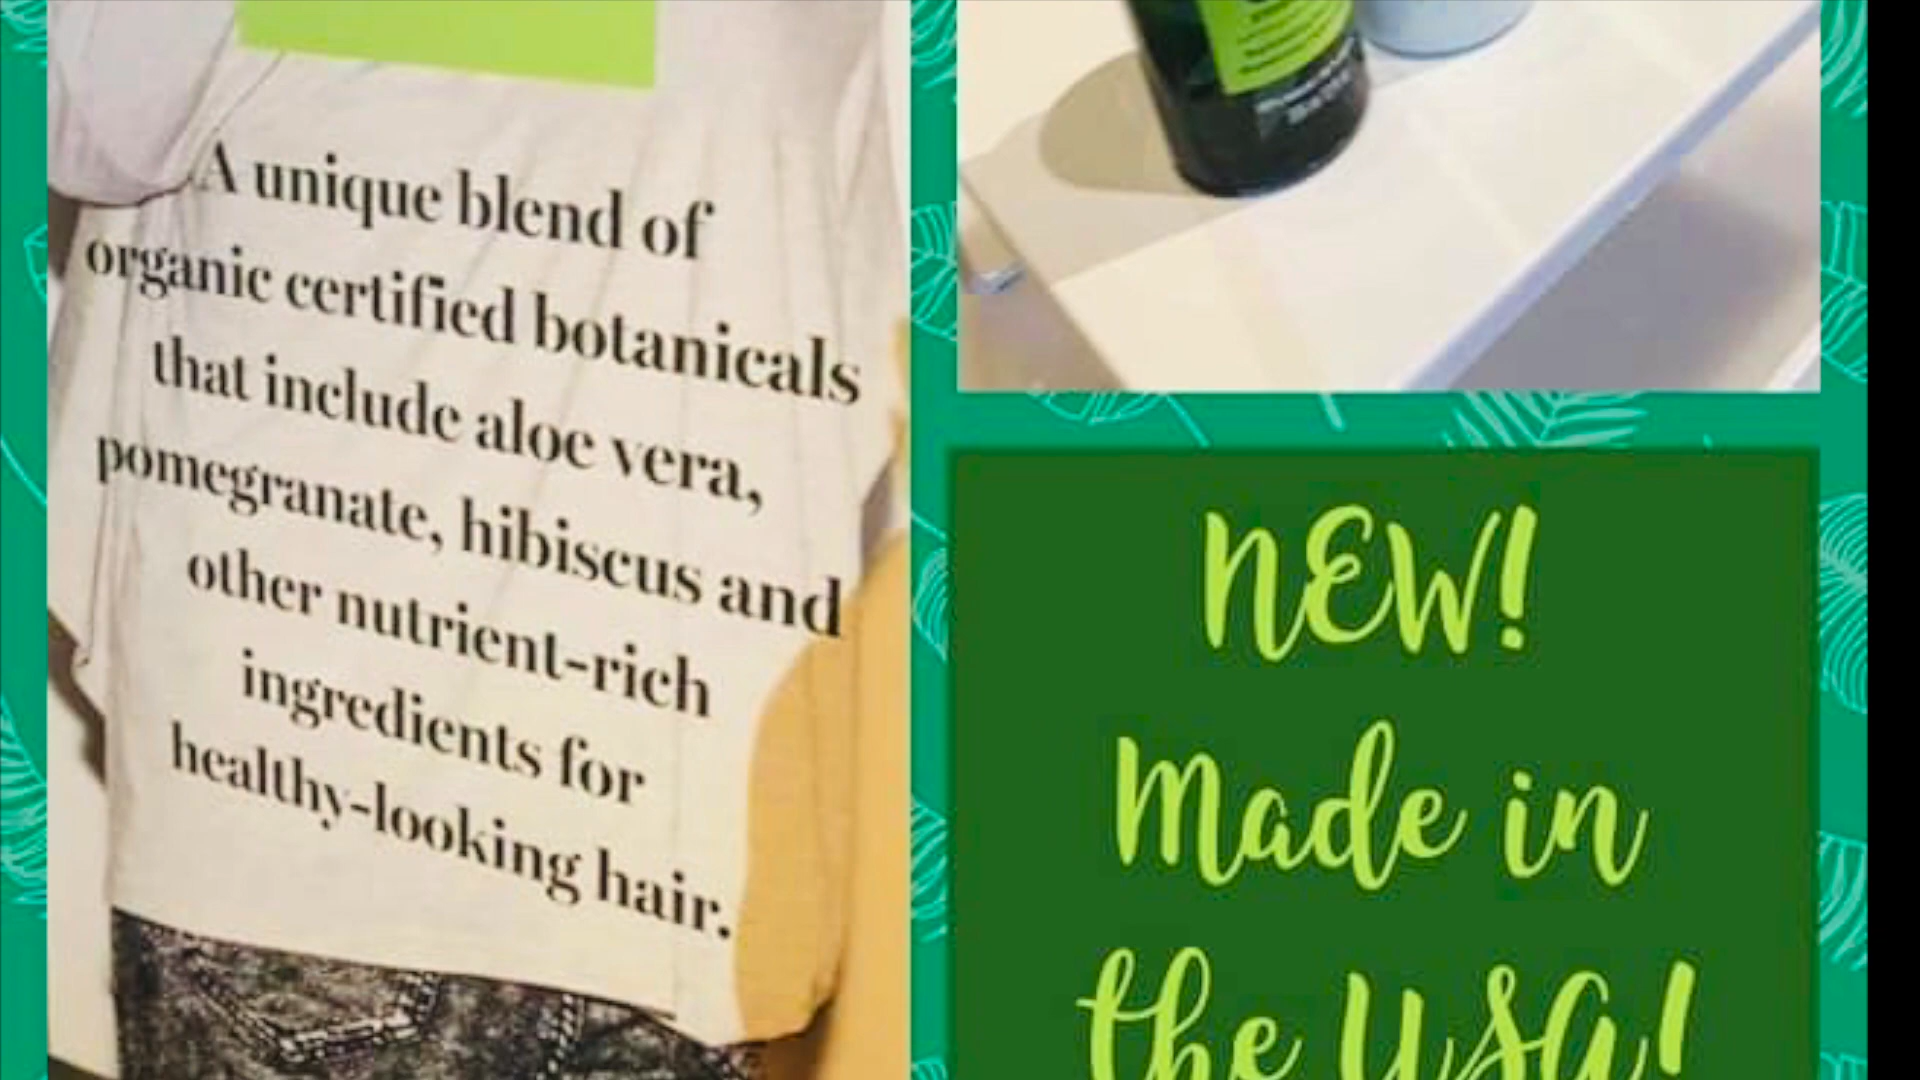 A unique blend of
organic certified botanicals
that include aloe vera,
pomegranate, hibiscus and
other nutrient-rich
ingredients for
healthy-looking hair.
NEW!
Made in
the USA!